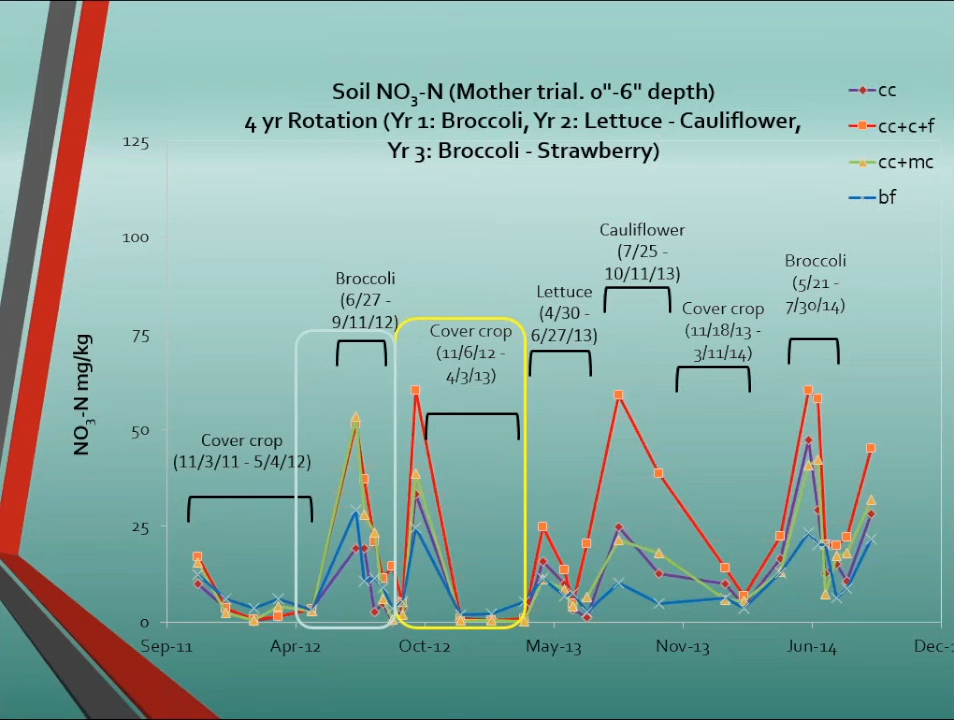 Soil NO3-N (Mother trial. 0"-6" depth)
4 yr Rotation (Yr 1: Broccoli, Yr 2: Lettuce - Cauliflower,
Yr 3: Broccoli - Strawberry)
cc
cc+c+f
cc+mc
bf
NO3-N mg/kg
125
100
75
50
25
0
Cover crop
(11/3/11 - 5/4/12)
Broccoli
(6/27 -
9/11/12)
Cover crop
(11/6/12 -
4/3/13)
Lettuce
(4/30 -
6/27/13)
Cauliflower
(7/25 -
10/11/13)
Cover crop
(11/18/13 -
3/11/14)
Broccoli
(5/21 -
7/30/14)
Sep-11
Apr-12
Oct-12
May-13
Nov-13
Jun-14